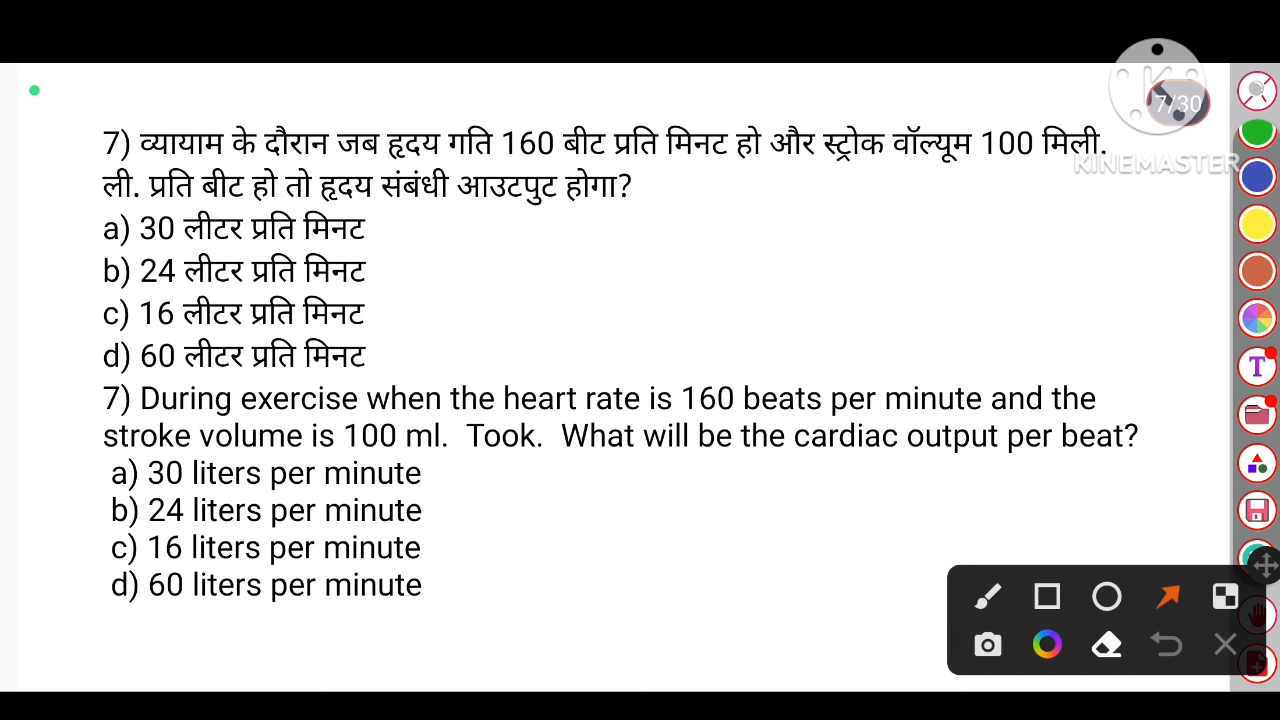 7/30
KINEMASTER
7) व्यायाम के दौरान जब हृदय गति 160 बीट प्रति मिनट हो और स्ट्रोक वॉल्यूम 100 मिली.
ली. प्रति बीट हो तो हृदय संबंधी आउटपुट होगा?
a) 30 लीटर प्रति मिनट
b) 24 लीटर प्रति मिनट
c) 16 लीटर प्रति मिनट
d) 60 लीटर प्रति मिनट
7) During exercise when the heart rate is 160 beats per minute and the
stroke volume is 100 ml.  Took.  What will be the cardiac output per beat?
a) 30 liters per minute
b) 24 liters per minute
c) 16 liters per minute
d) 60 liters per minute
T